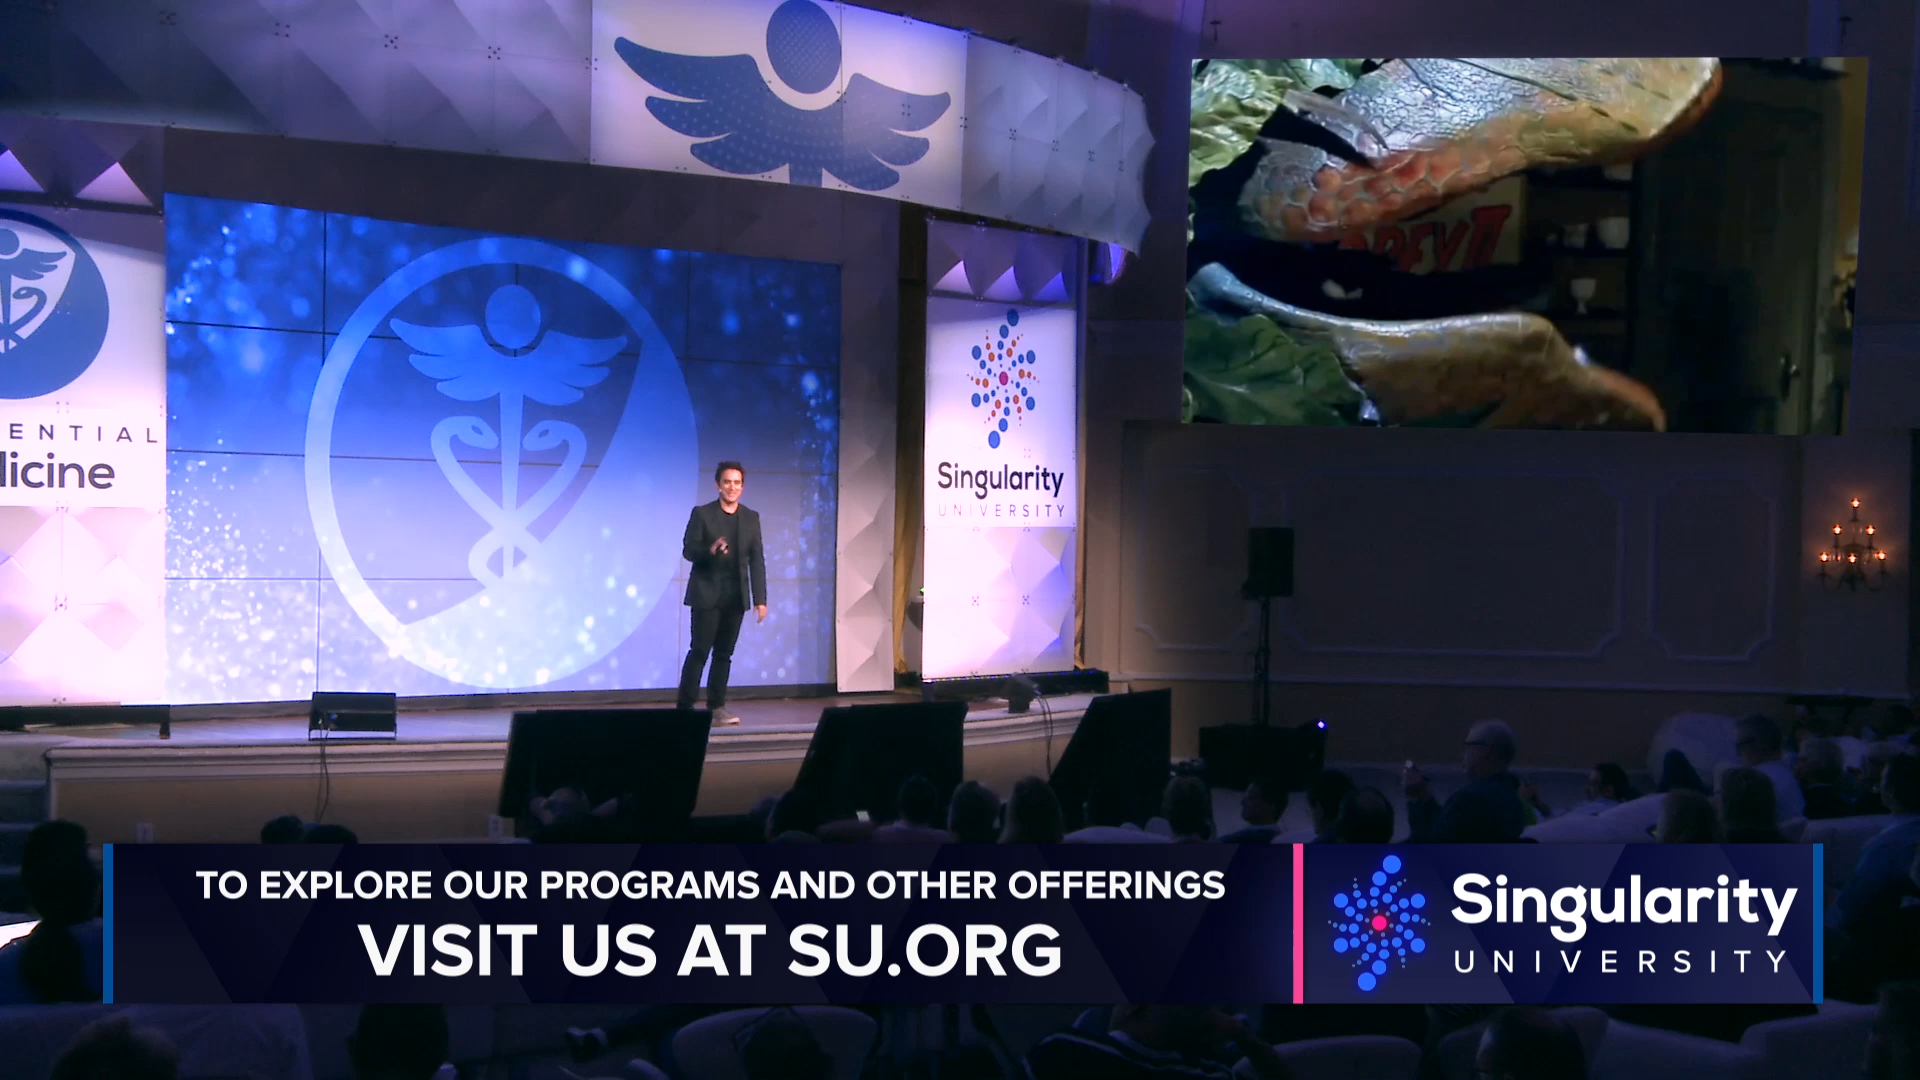 ENTIAL
licine
Singularity
UNIVERSITY
TO EXPLORE OUR PROGRAMS AND OTHER OFFERINGS
VISIT US AT SU.ORG
Singularity
UNIVERSITY